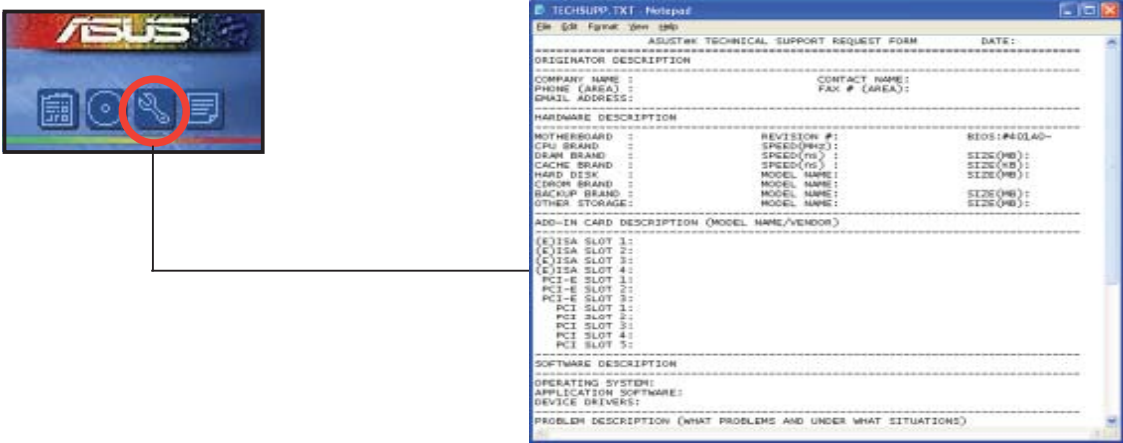 ASUS
TECHSUPP.TXT - Notepad
File Edit Format View Help
ASUSTeK TECHNICAL SUPPORT REQUEST FORM DATE:
ORIGINATOR DESCRIPTION
COMPANY NAME : CONTACT NAME:
PHONE (AREA) : FAX # (AREA):
EMAIL ADDRESS:
HARDWARE DESCRIPTION
MOTHERBOARD : REVISION #: BIOS:#401A0-
CPU BRAND : SPEED(MHz):
DRAM BRAND : SPEED(ns) : SIZE(MB):
CACHE BRAND : SPEED(ns) : SIZE(KB):
HARD DISK : MODEL NAME: SIZE(MB):
CDROM BRAND : MODEL NAME:
BACKUP BRAND : MODEL NAME: SIZE(MB):
OTHER STORAGE: MODEL NAME: SIZE(MB):
ADD-IN CARD DESCRIPTION (MODEL NAME/VENDOR)
(E)ISA SLOT 1:
(E)ISA SLOT 2:
(E)ISA SLOT 3:
(E)ISA SLOT 4:
PCI-E SLOT 1:
PCI-E SLOT 2:
PCI-E SLOT 3:
PCI SLOT 1:
PCI SLOT 2:
PCI SLOT 3:
PCI SLOT 4:
PCI SLOT 5:
SOFTWARE DESCRIPTION
OPERATING SYSTEM:
APPLICATION SOFTWARE:
DEVICE DRIVERS:
PROBLEM DESCRIPTION (WHAT PROBLEMS AND UNDER WHAT SITUATIONS)